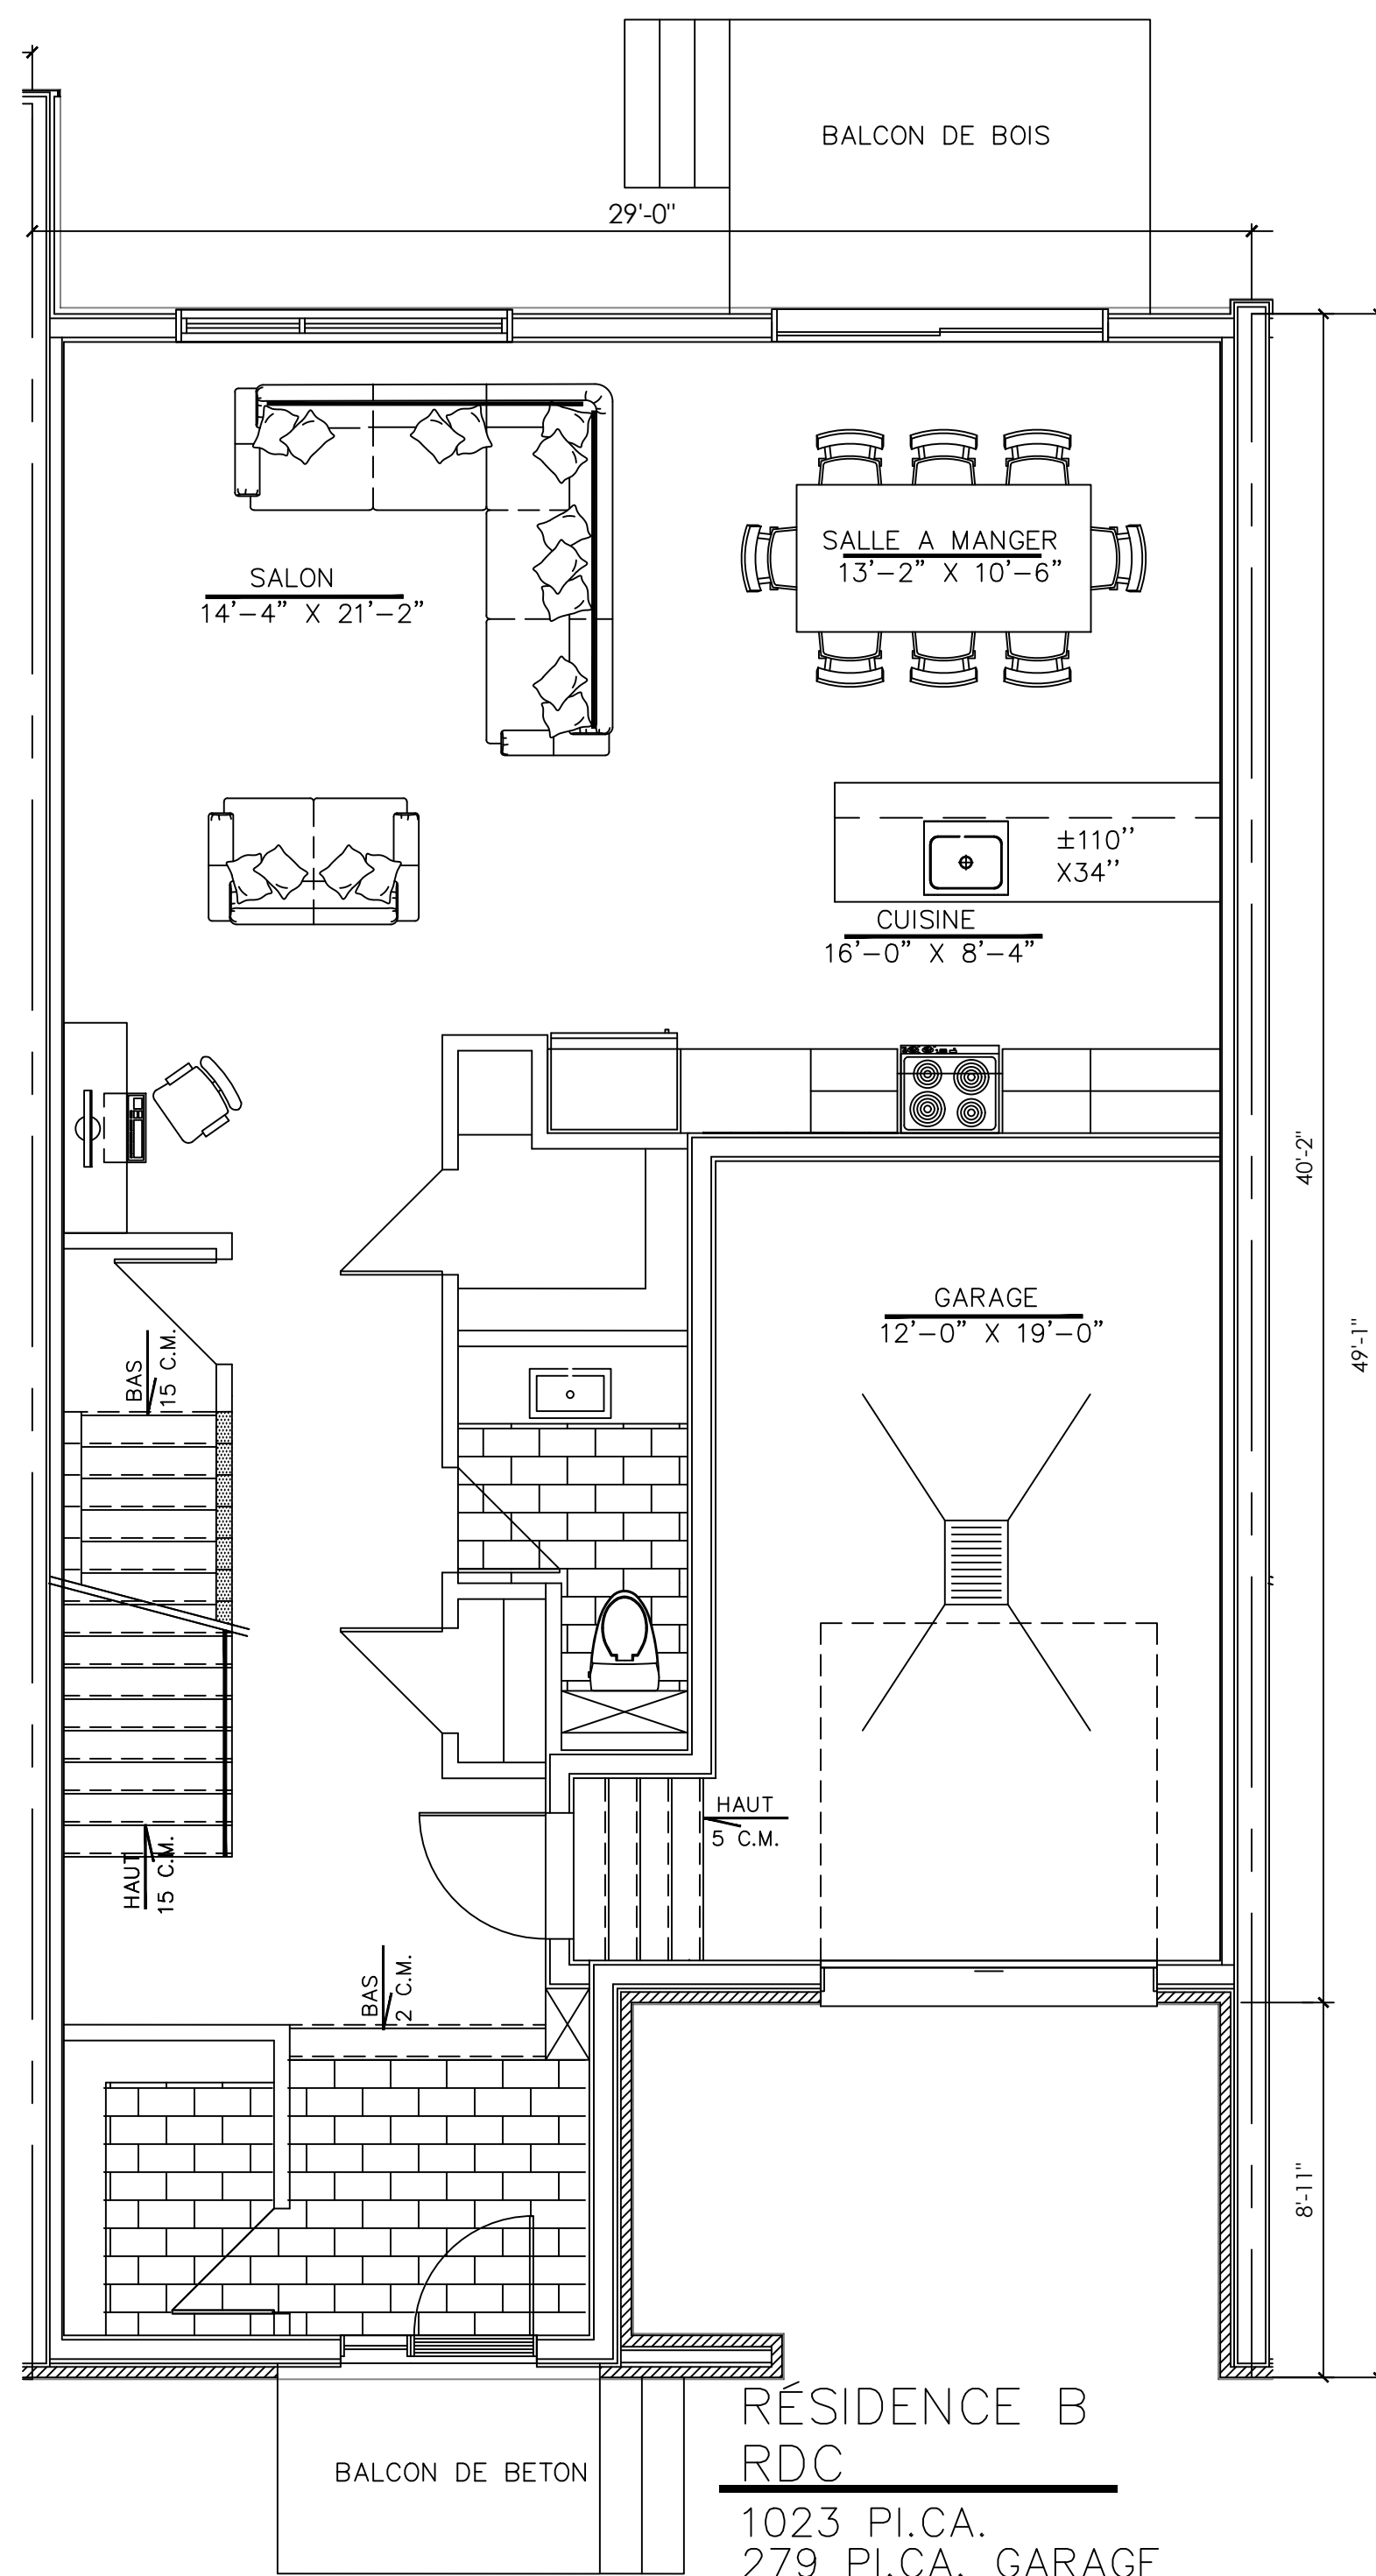 BALCON DE BOIS
29'-0"
SALLE A MANGER
13'-2" X 10'-6"
SALON
14'-4" X 21'-2"
±110''
X34''
CUISINE
16'-0" X 8'-4"
40'-2"
49'-1"
GARAGE
12'-0" X 19'-0"
BAS
15 C.M.
HAUT
5 C.M.
HAUT
15 C.M.
BAS
2 C.M.
8'-11"
RÉSIDENCE B
RDC
BALCON DE BETON
1023 PI.CA.
279 PI.CA. GARAGE